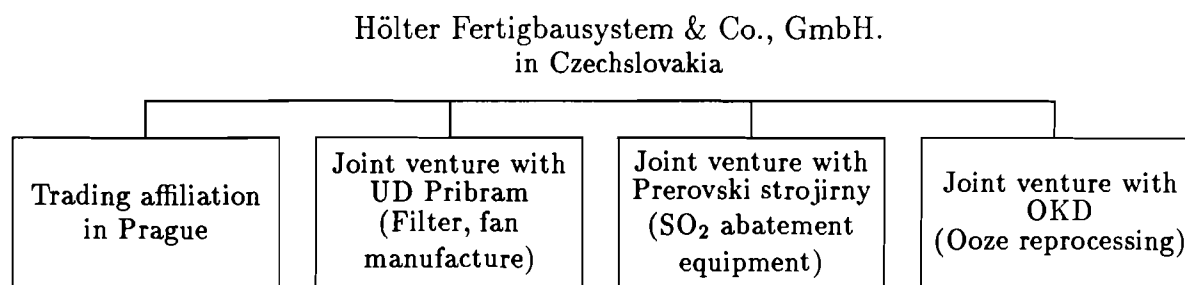 Hölter Fertigbausystem & Co., GmbH.
in Czechslovakia
Trading affiliation
in Prague
Joint venture with
UD Pribram
(Filter, fan
manufacture)
Joint venture with
Prerovski strojirny
(SO₂ abatement
equipment)
Joint venture with
OKD
(Ooze reprocessing)